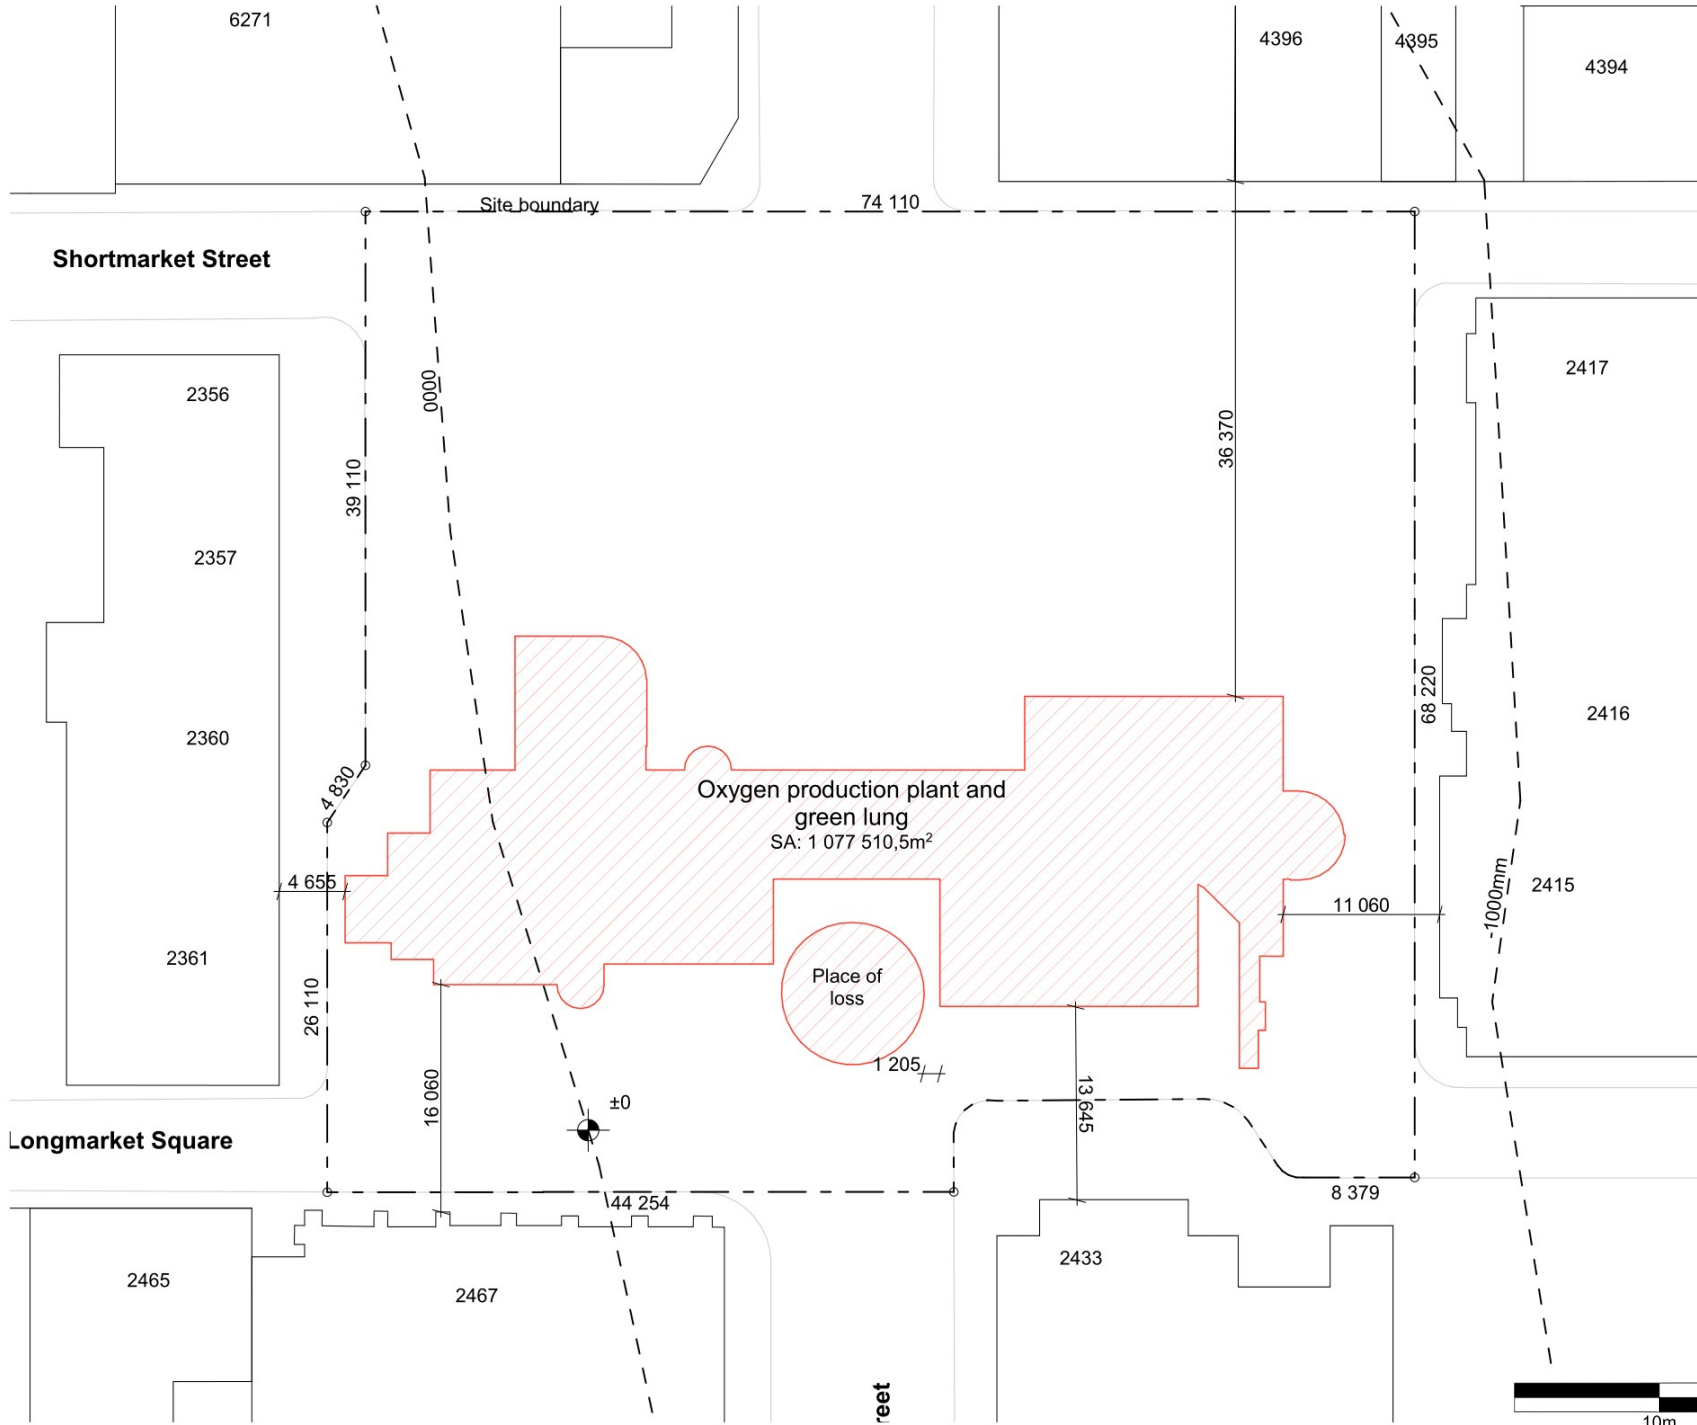 6271
4396
4395
4394
Site boundary
74 110
Shortmarket Street
2356
0000
2417
39 110
36 370
2357
68 220
2416
2360
4 830
Oxygen production plant and
green lung
SA: 1 077 510,5m²
4 655
11 060
-1000mm
2415
2361
Place of
loss
26 110
1 205
16 060
±0
13 645
Longmarket Square
44 254
8 379
2465
2467
2433
reet
10m